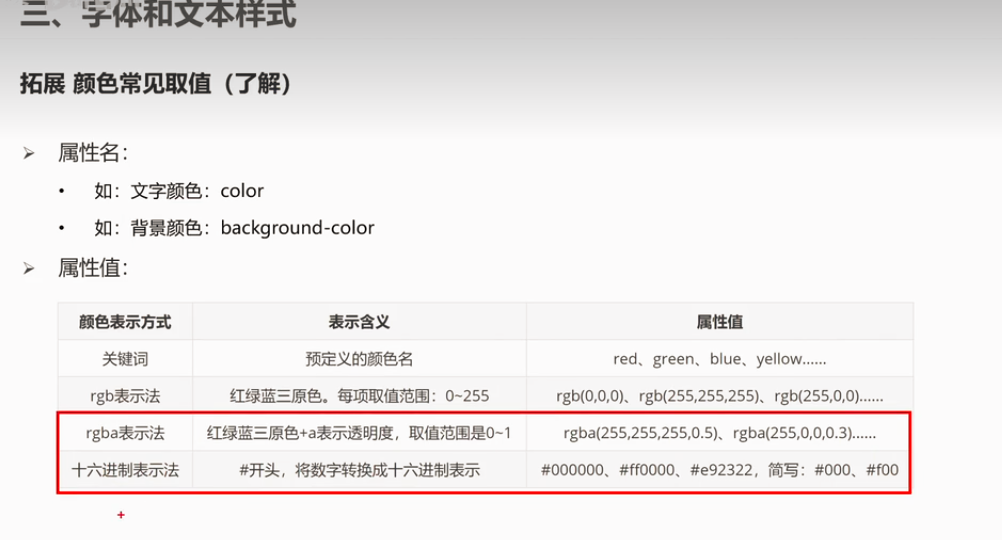 三、字体和文本样式
拓展 颜色常见取值（了解）
➢ 属性名：
• 如：文字颜色：color
• 如：背景颜色：background-color
➢ 属性值：
颜色表示方式 表示含义 属性值
关键词 预定义的颜色名 red、green、blue、yellow……
rgb表示法 红绿蓝三原色。每项取值范围：0~255 rgb(0,0,0)、rgb(255,255,255)、rgb(255,0,0)……
rgba表示法 红绿蓝三原色+a表示透明度，取值范围是0~1 rgba(255,255,255,0.5)、rgba(255,0,0,0.3)……
十六进制表示法 #开头，将数字转换成十六进制表示 #000000、#ff0000、#e92322，简写：#000、#f00